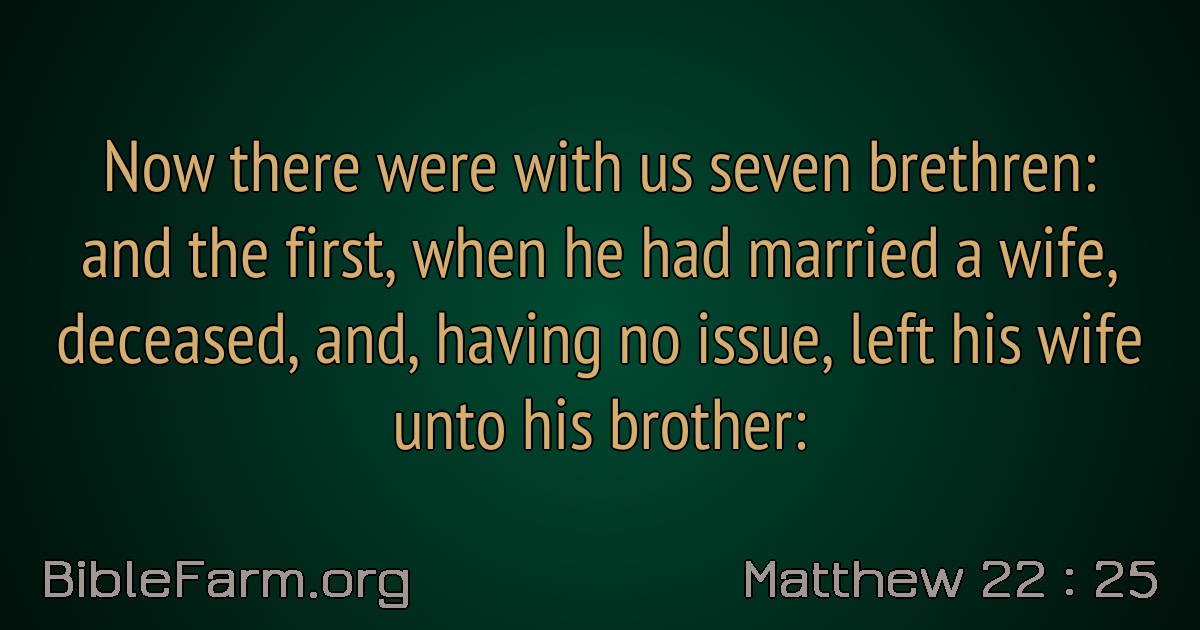 Now there were with us seven brethren:
and the first, when he had married a wife,
deceased, and, having no issue, left his wife
unto his brother:
BibleFarm.org
Matthew 22 : 25